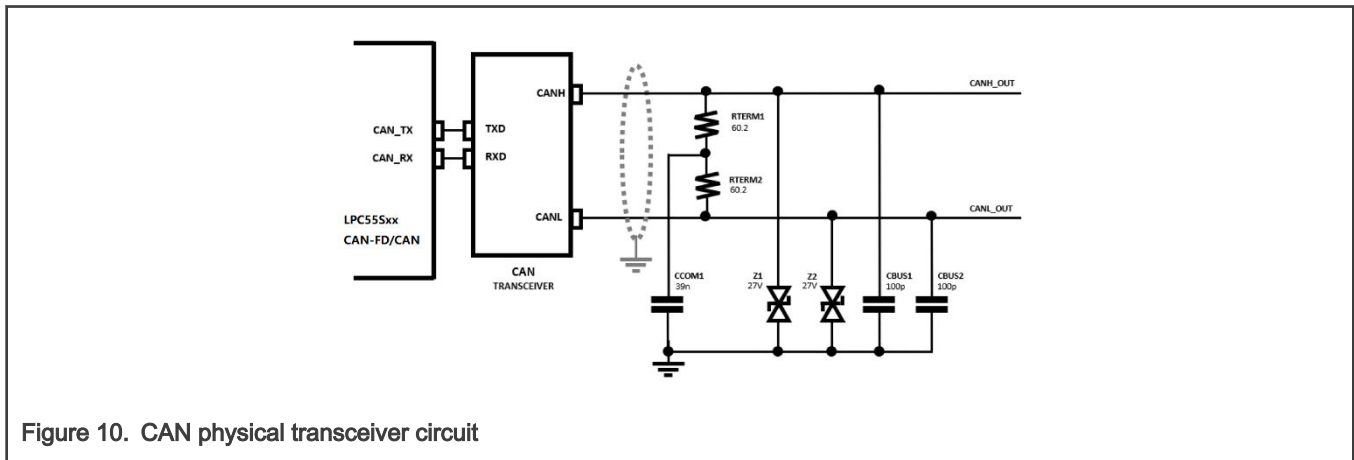 CANH
CANH_OUT
RTERM1
60.2
CAN_TX
TXD
CAN_RX
RXD
RTERM2
60.2
CANL
CANL_OUT
LPC55Sxx
CAN-FD/CAN
CAN
TRANSCEIVER
CCOM1
39n
Z1
27V
Z2
27V
CBUS1
100p
CBUS2
100p
Figure 10. CAN physical transceiver circuit